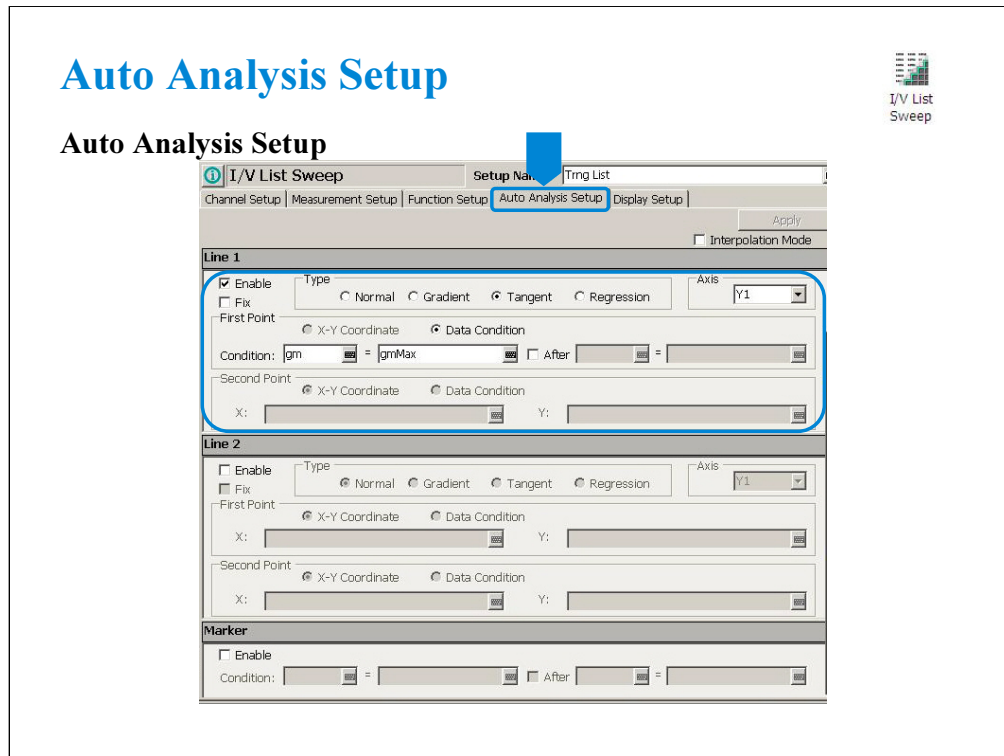 Auto Analysis Setup
I/V List
Sweep
Auto Analysis Setup
I/V List Sweep
Trng List
Channel Setup
Measurement Setup
Function Setup
Auto Analysis Setup
Display Setup
Apply
Interpolation Mode
Line 1
Enable
Fix
Type
Normal
Gradient
Tangent
Regression
Axis
Y1
First Point
X-Y Coordinate
Data Condition
Condition: gm = gmMax
After =
Second Point
X-Y Coordinate
Data Condition
X: Y:
Line 2
Enable
Fix
Type
Normal
Gradient
Tangent
Regression
Axis
Y1
First Point
X-Y Coordinate
Data Condition
X: Y:
Second Point
X-Y Coordinate
Data Condition
X: Y:
Marker
Enable
Condition: =
After =